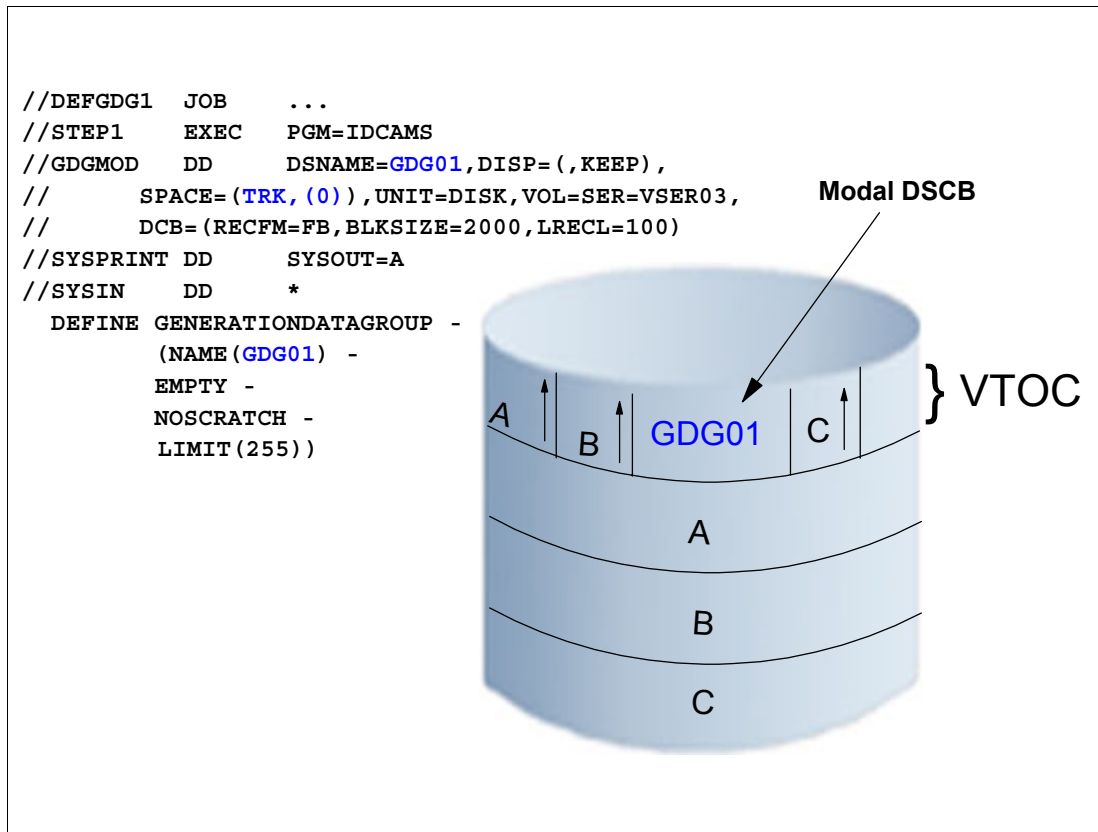 //DEFGDG1 JOB ...
//STEP1 EXEC PGM=IDCAMS
//GDGMOD DD DSNAME=GDG01,DISP=(,KEEP),
// SPACE=(TRK,(0)),UNIT=DISK,VOL=SER=VSER03,
// DCB=(RECFM=FB,BLKSIZE=2000,LRECL=100)
//SYSPRINT DD SYSOUT=A
//SYSIN DD *
DEFINE GENERATIONDATAGROUP -
(NAME(GDG01) -
EMPTY -
NOSCRATCH -
LIMIT(255))
Modal DSCB
} VTOC
A B GDG01 C
A
B
C